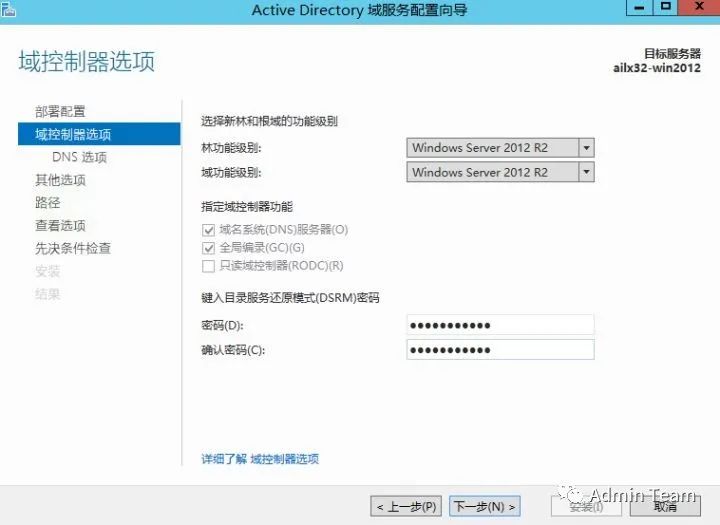 Active Directory 域服务配置向导
域控制器选项
目标服务器
ailx32-win2012
部署配置
域控制器选项
DNS 选项
其他选项
路径
查看选项
先决条件检查
安装
结果
选择新林和根域的功能级别
林功能级别: Windows Server 2012 R2
域功能级别: Windows Server 2012 R2
指定域控制器功能
域名系统(DNS)服务器(O)
全局编录(GC)(G)
只读域控制器(RODC)(R)
键入目录服务还原模式(DSRM)密码
密码(D): ●●●●●●●●●●●
确认密码(C): ●●●●●●●●●●●
详细了解 域控制器选项
< 上一步(P) 下一步(N) > 安装(I) 取消
Admin Team